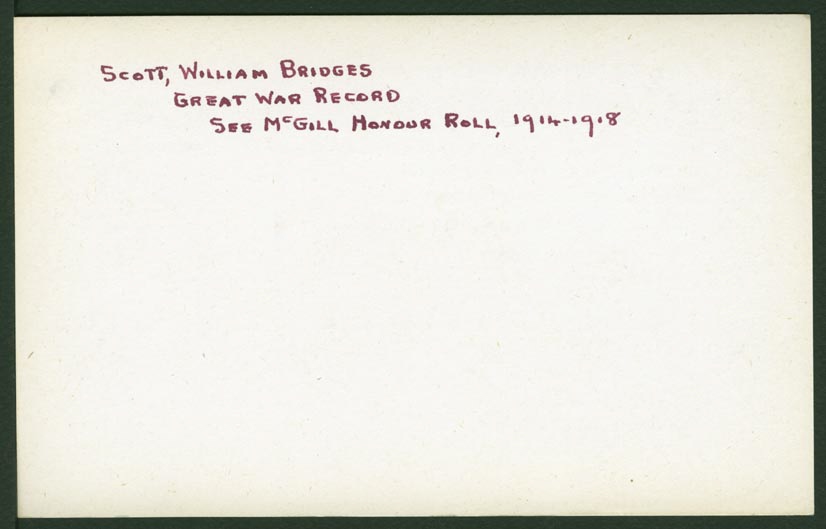 SCOTT, WILLIAM BRIDGES
GREAT WAR RECORD
SEE McGILL HONOUR ROLL, 1914-1918